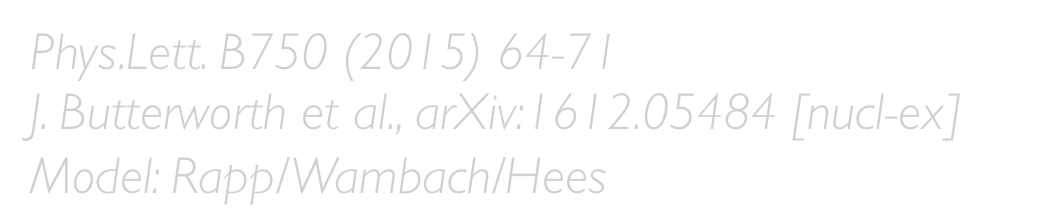 Phys.Lett. B750 (2015) 64-71
J. Butterworth et al., arXiv:1612.05484 [nucl-ex]
Model: Rapp/Wambach/Hees